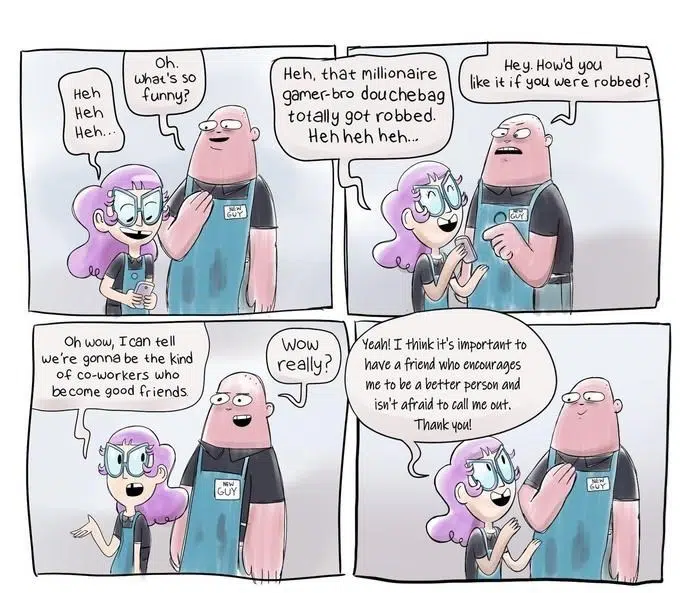 Heh
Heh
Heh...
Oh.
What's so
funny?
NEW
GUY
Heh, that millionaire
gamer-bro douchebag
totally got robbed.
Heh heh heh...
Hey. How'd you
like it if you were robbed?
NEW
GUY
Oh wow, I can tell
we're gonna be the kind
of co-workers who
become good friends.
Wow
really?
NEW
GUY
Yeah! I think it's important to
have a friend who encourages
me to be a better person and
isn't afraid to call me out.
Thank you!
NEW
GUY